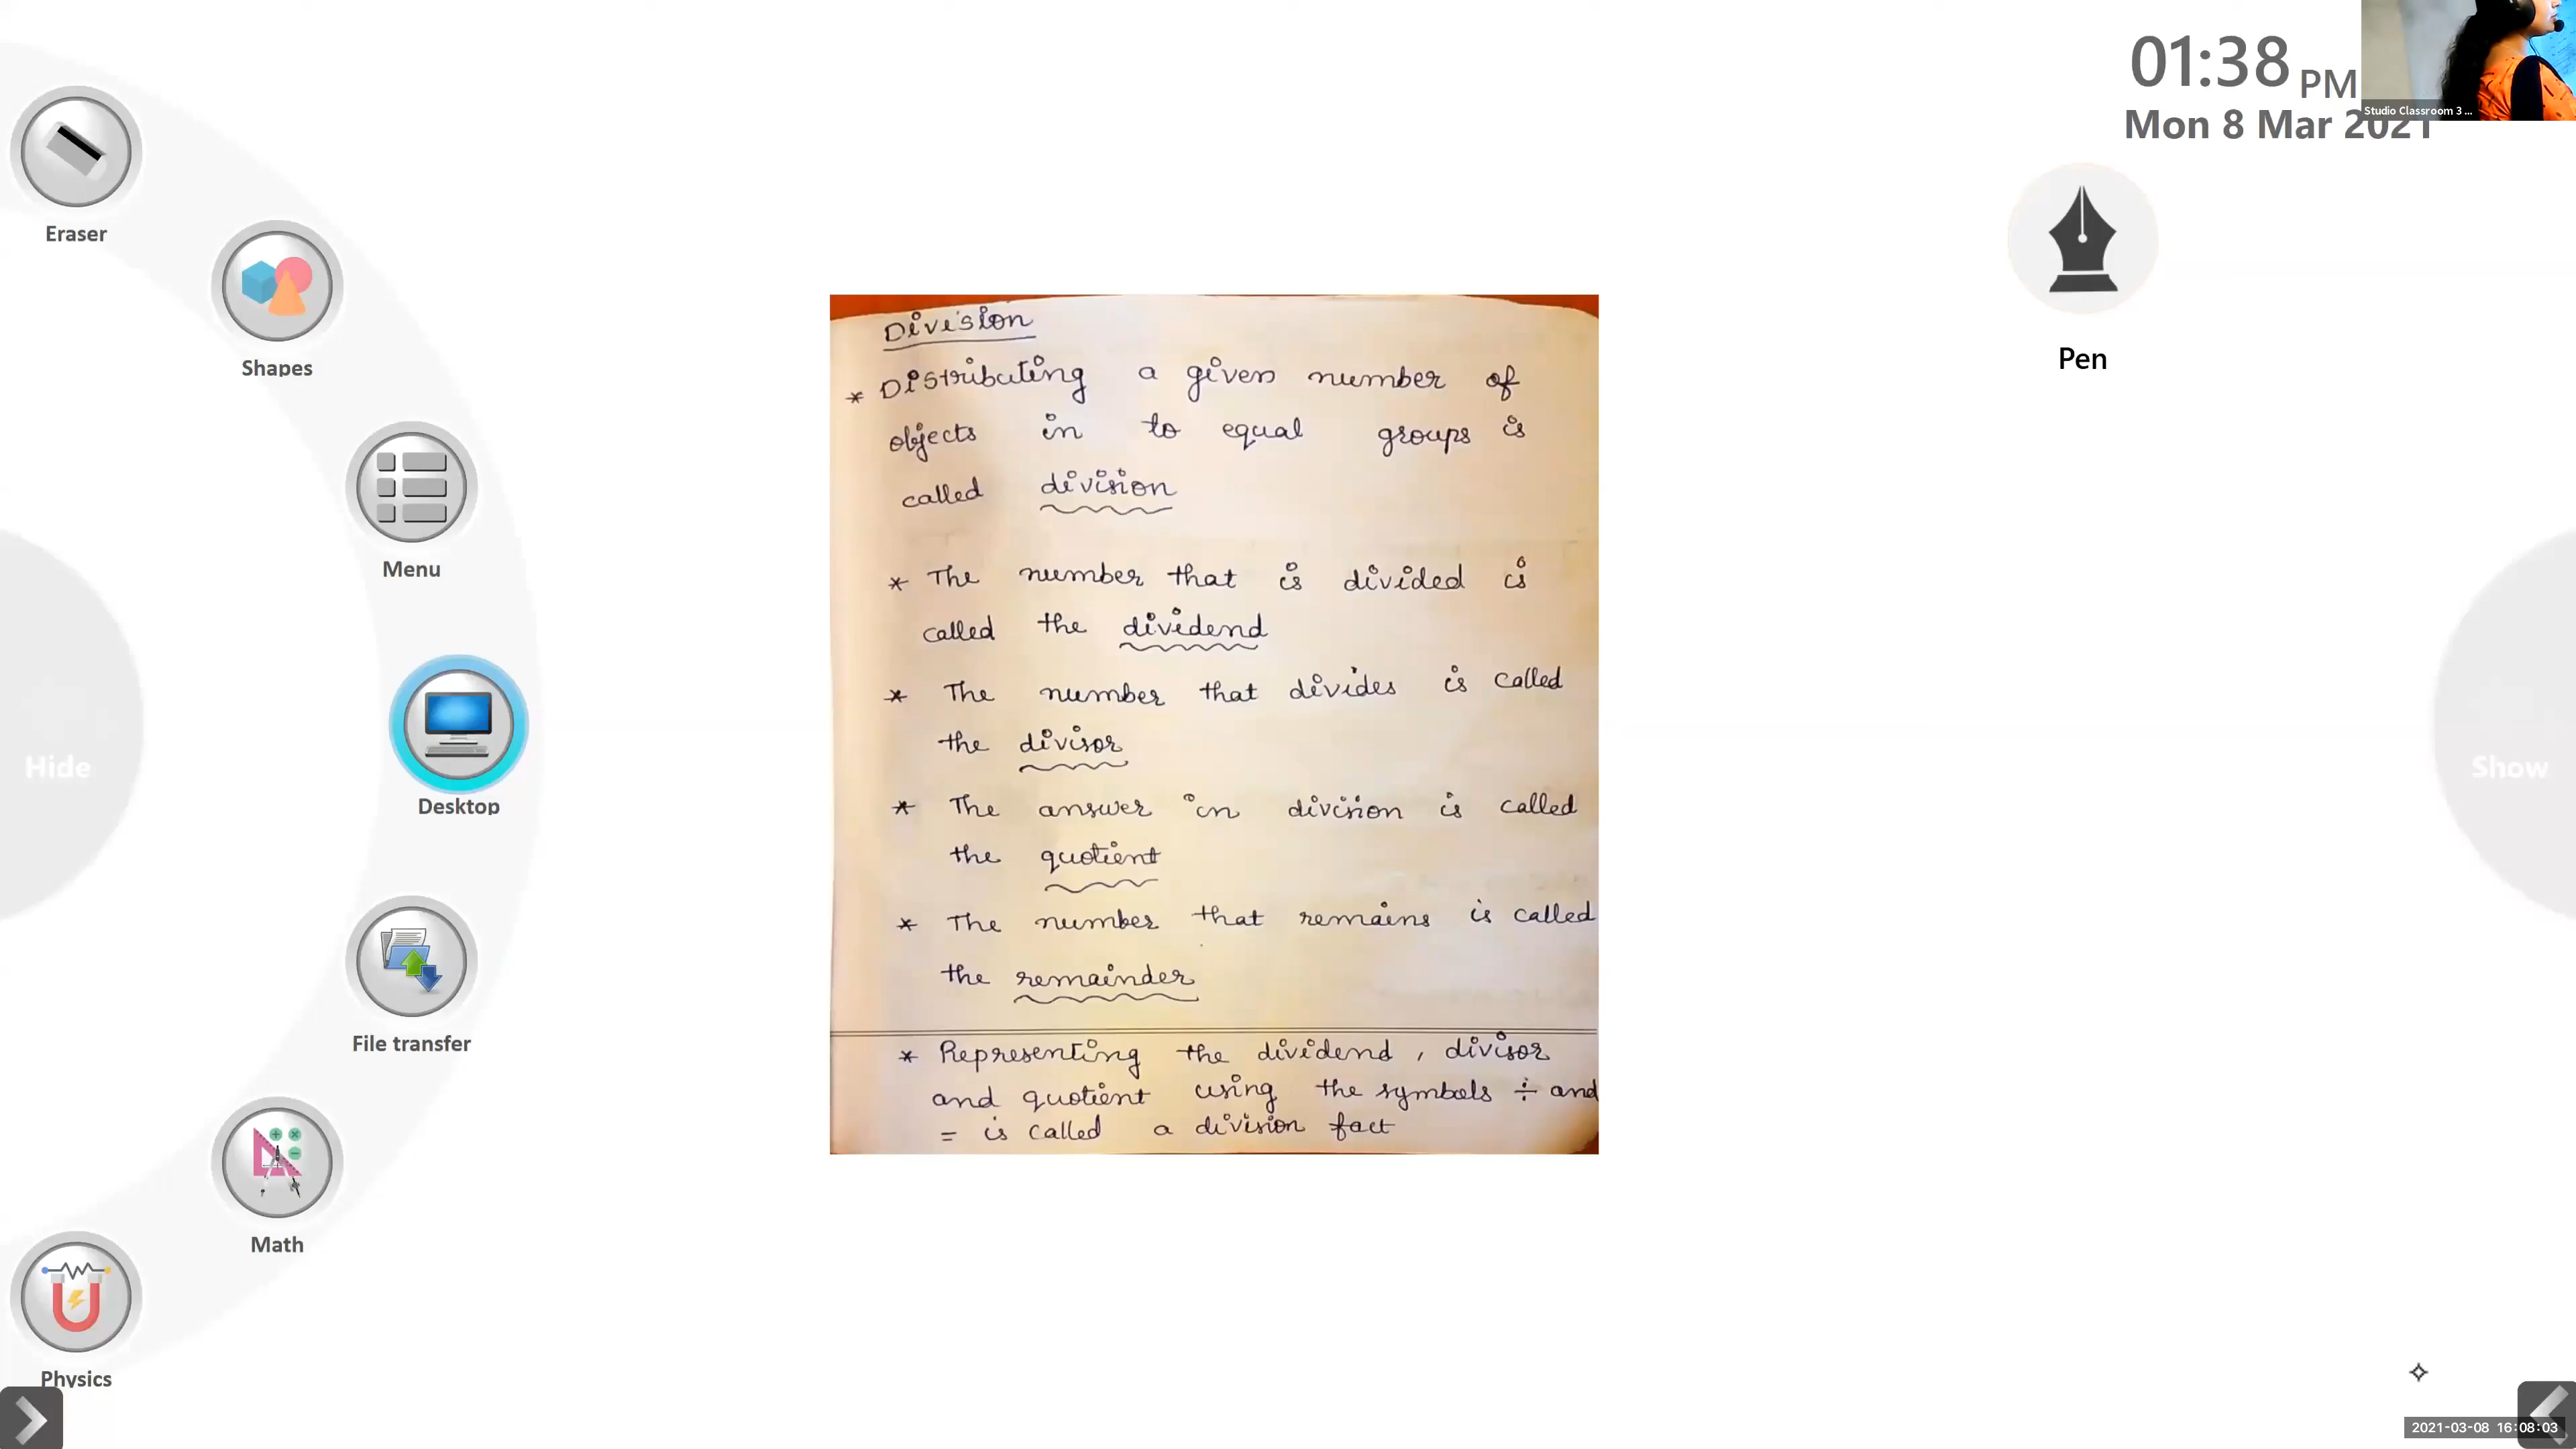 01:38 PM
Mon 8 Mar 2021
Studio Classroom 3 ...
Eraser
Shapes
Menu
Hide
Desktop
File transfer
Math
Physics
Pen
Show
Division
* Distributing a given number of
objects in to equal groups is
called division
* The number that is divided is
called the dividend
* The number that divides is called
the divisor
* The answer in division is called
the quotient
* The number that remains is called
the remainder
* Representing the dividend, divisor
and quotient using the symbols ÷ and
= is called a division fact
2021-03-08 16:08:03